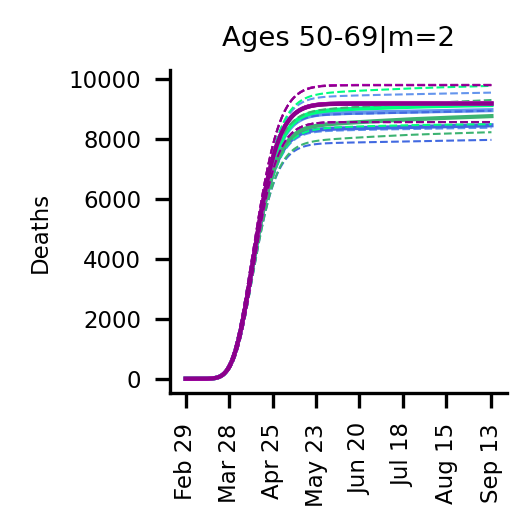 Ages 50-69|m=2
Deaths
10000
8000
6000
4000
2000
0
Feb 29
Mar 28
Apr 25
May 23
Jun 20
Jul 18
Aug 15
Sep 13